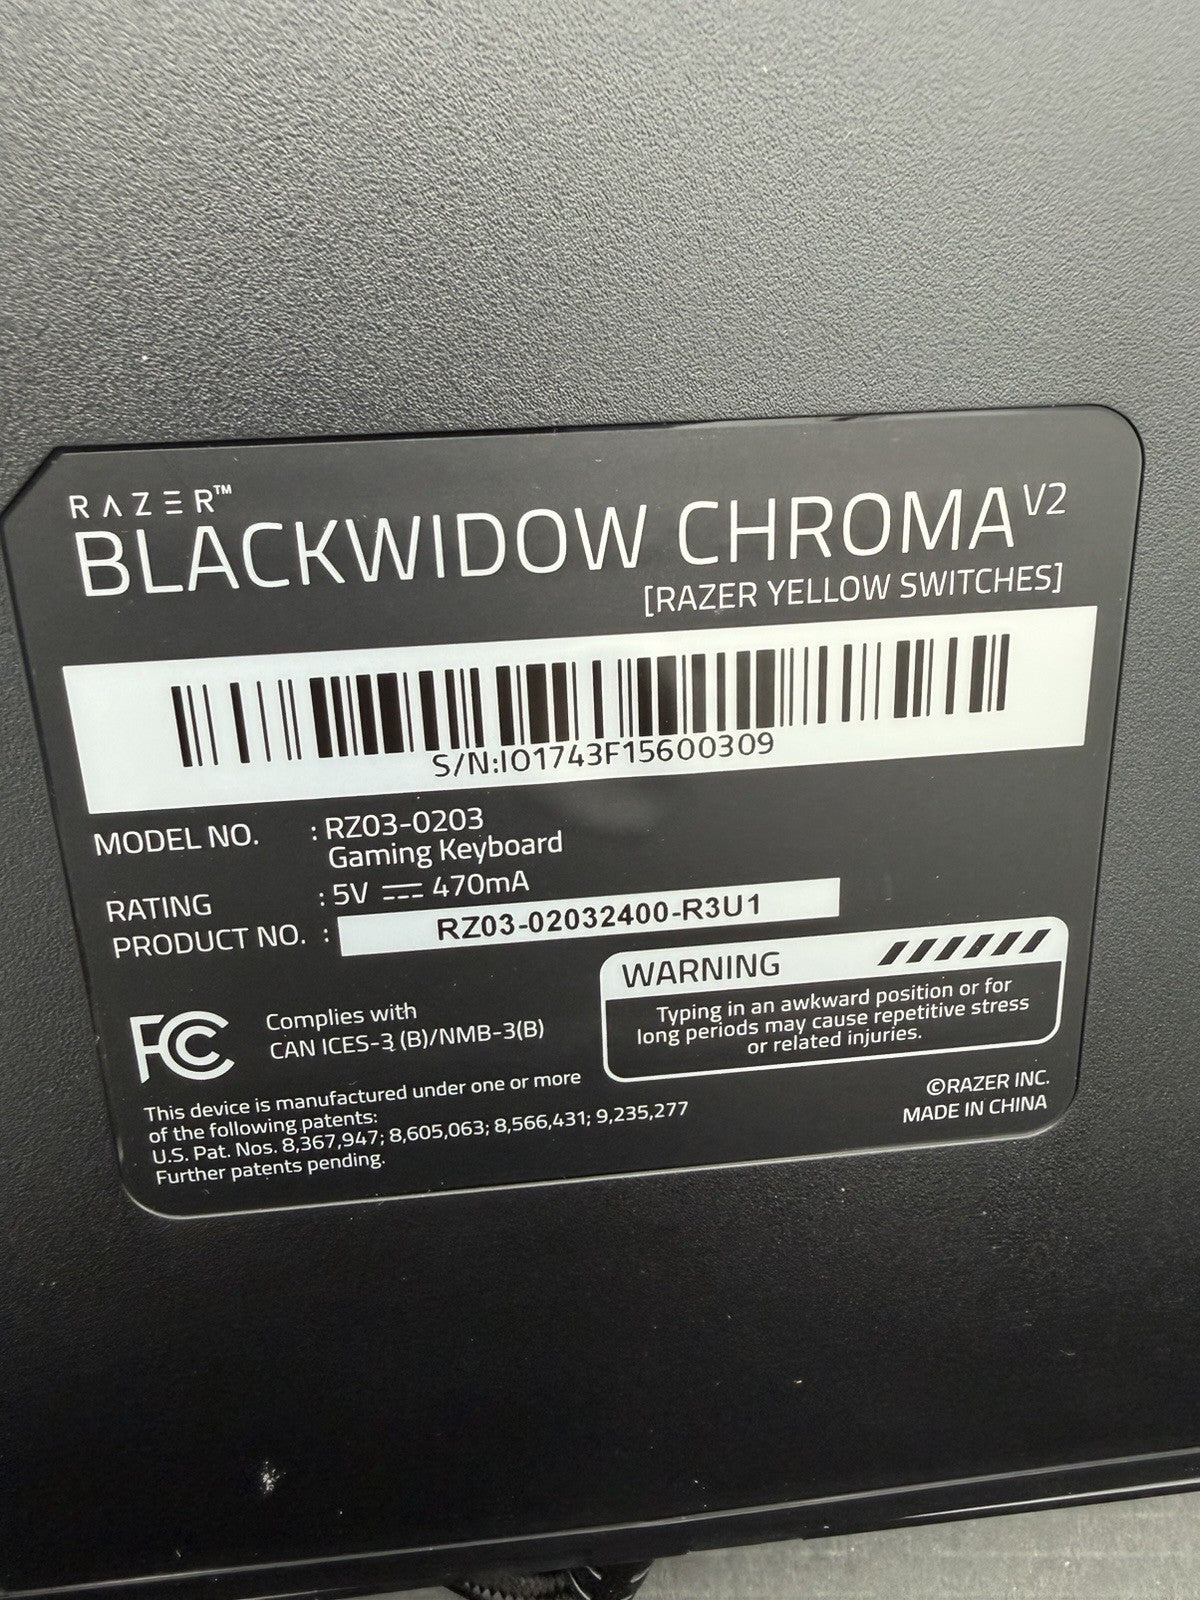 RAZER™
BLACKWIDOW CHROMA V2
[RAZER YELLOW SWITCHES]
S/N:IO1743F15600309
MODEL NO. : RZ03-0203
Gaming Keyboard
RATING : 5V ⎓ 470mA
PRODUCT NO. : RZ03-02032400-R3U1
WARNING
Typing in an awkward position or for
long periods may cause repetitive stress
or related injuries.
FC
Complies with
CAN ICES-3 (B)/NMB-3(B)
This device is manufactured under one or more
of the following patents:
U.S. Pat. Nos. 8,367,947; 8,605,063; 8,566,431; 9,235,277
Further patents pending.
©RAZER INC.
MADE IN CHINA